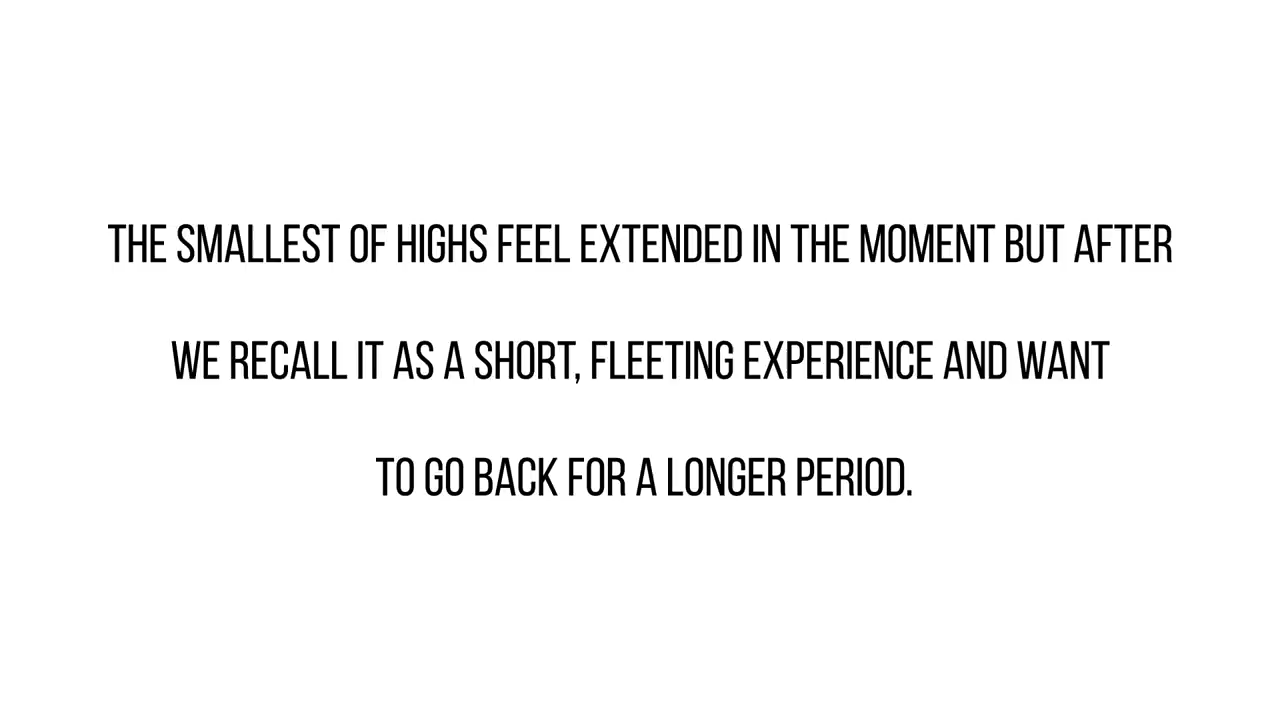 THE SMALLEST OF HIGHS FEEL EXTENDED IN THE MOMENT BUT AFTER
WE RECALL IT AS A SHORT, FLEETING EXPERIENCE AND WANT
TO GO BACK FOR A LONGER PERIOD.